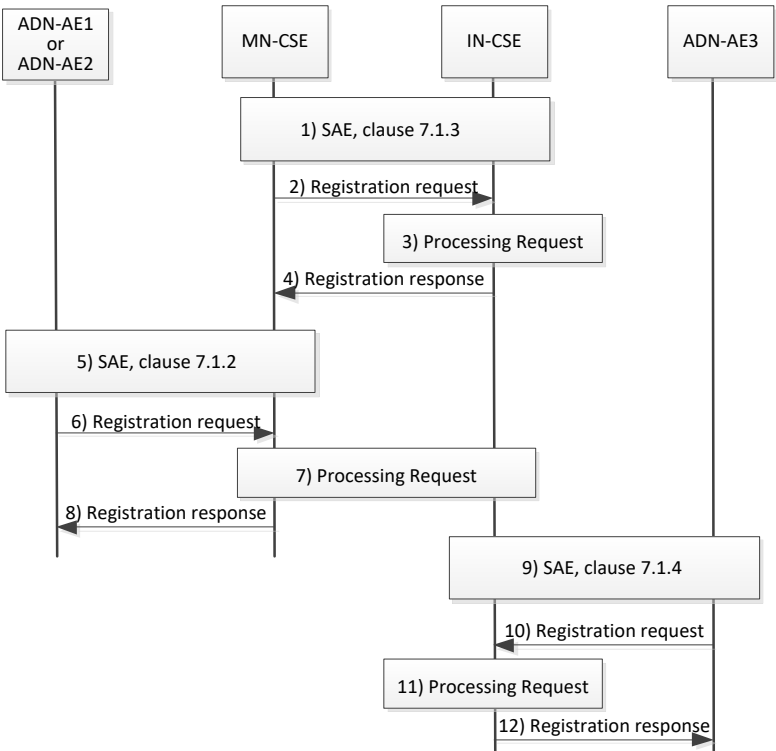 ADN-AE1
or
ADN-AE2
MN-CSE
IN-CSE
ADN-AE3
1) SAE, clause 7.1.3
2) Registration request
3) Processing Request
4) Registration response
5) SAE, clause 7.1.2
6) Registration request
7) Processing Request
8) Registration response
9) SAE, clause 7.1.4
10) Registration request
11) Processing Request
12) Registration response